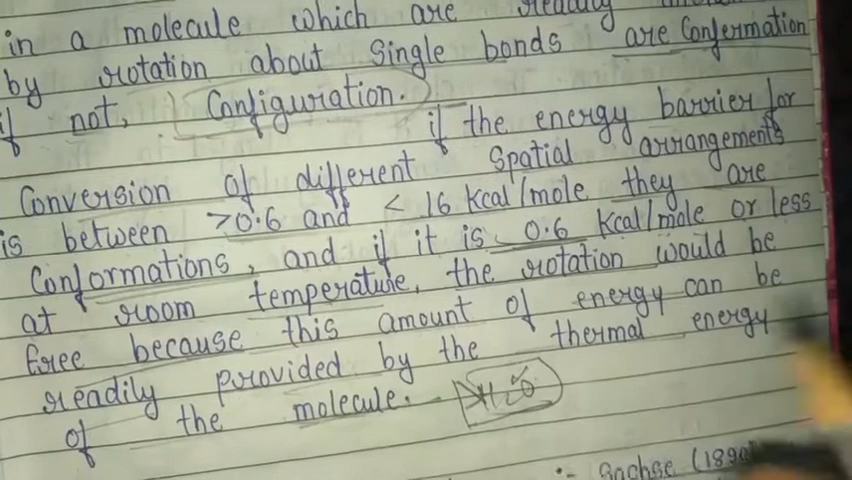 in a molecule which are readily
by rotation about single bonds are Confermation
if not, Configuration.
if the energy barrier for
Conversion of different Spatial arrangements
is between >0.6 and < 16 Kcal/mole they are
Conformations, and if it is 0.6 Kcal/mole or less
at room temperature, the rotation would be
free because this amount of energy can be
readily provided by the thermal energy
of the molecule.
:- Sachse (1890